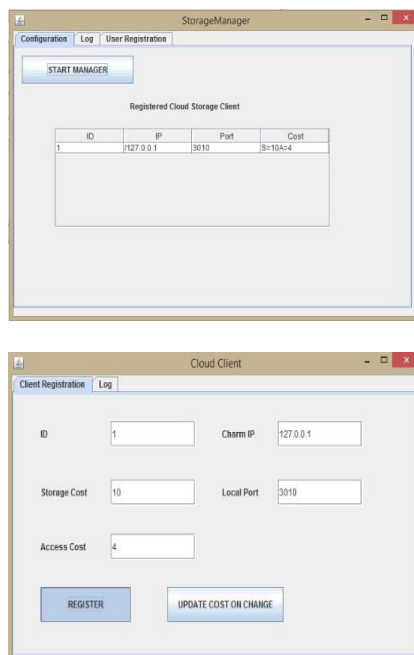 StorageManager
Configuration Log User Registration
START MANAGER
Registered Cloud Storage Client
ID IP Port Cost
1 /127.0.0.1 3010 S=10A=4
Cloud Client
Client Registration Log
ID 1 Charm IP 127.0.0.1
Storage Cost 10 Local Port 3010
Access Cost 4
REGISTER UPDATE COST ON CHANGE